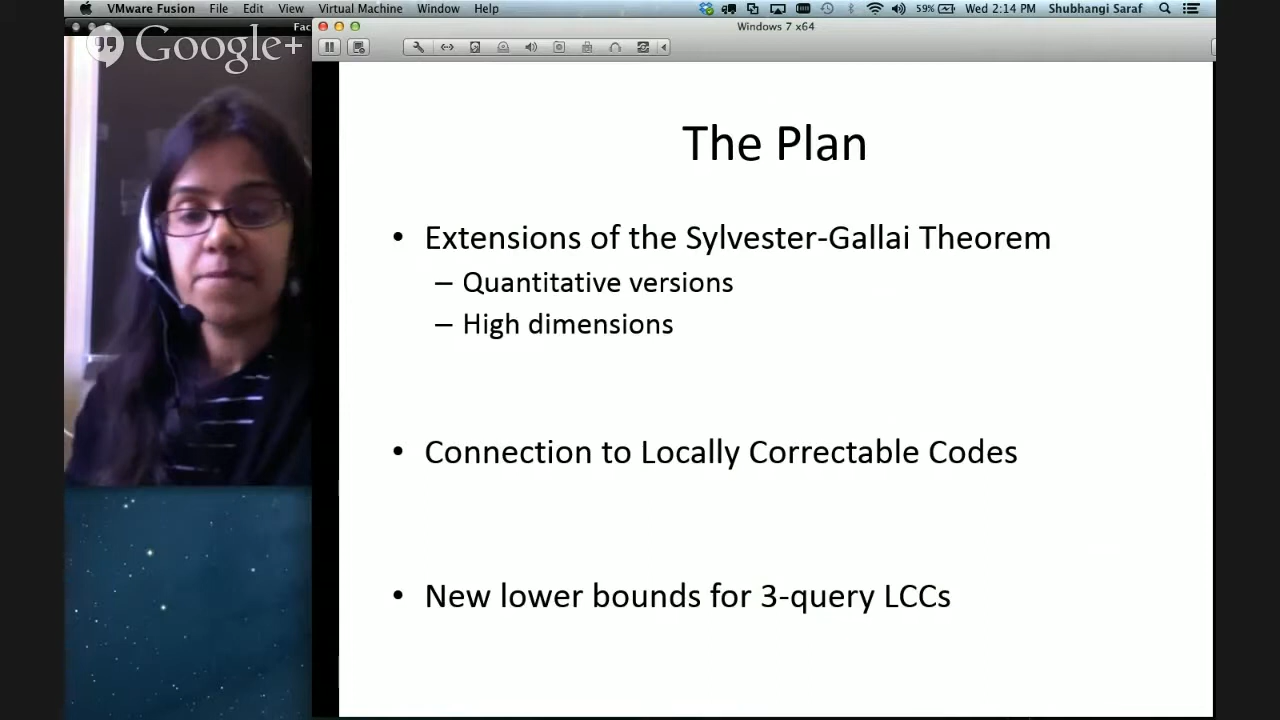 VMware Fusion File Edit View Virtual Machine Window Help 59% Wed 2:14 PM Shubhangi Saraf
Fac
Windows 7 x64
Google+
The Plan
• Extensions of the Sylvester-Gallai Theorem
– Quantitative versions
– High dimensions
• Connection to Locally Correctable Codes
• New lower bounds for 3-query LCCs